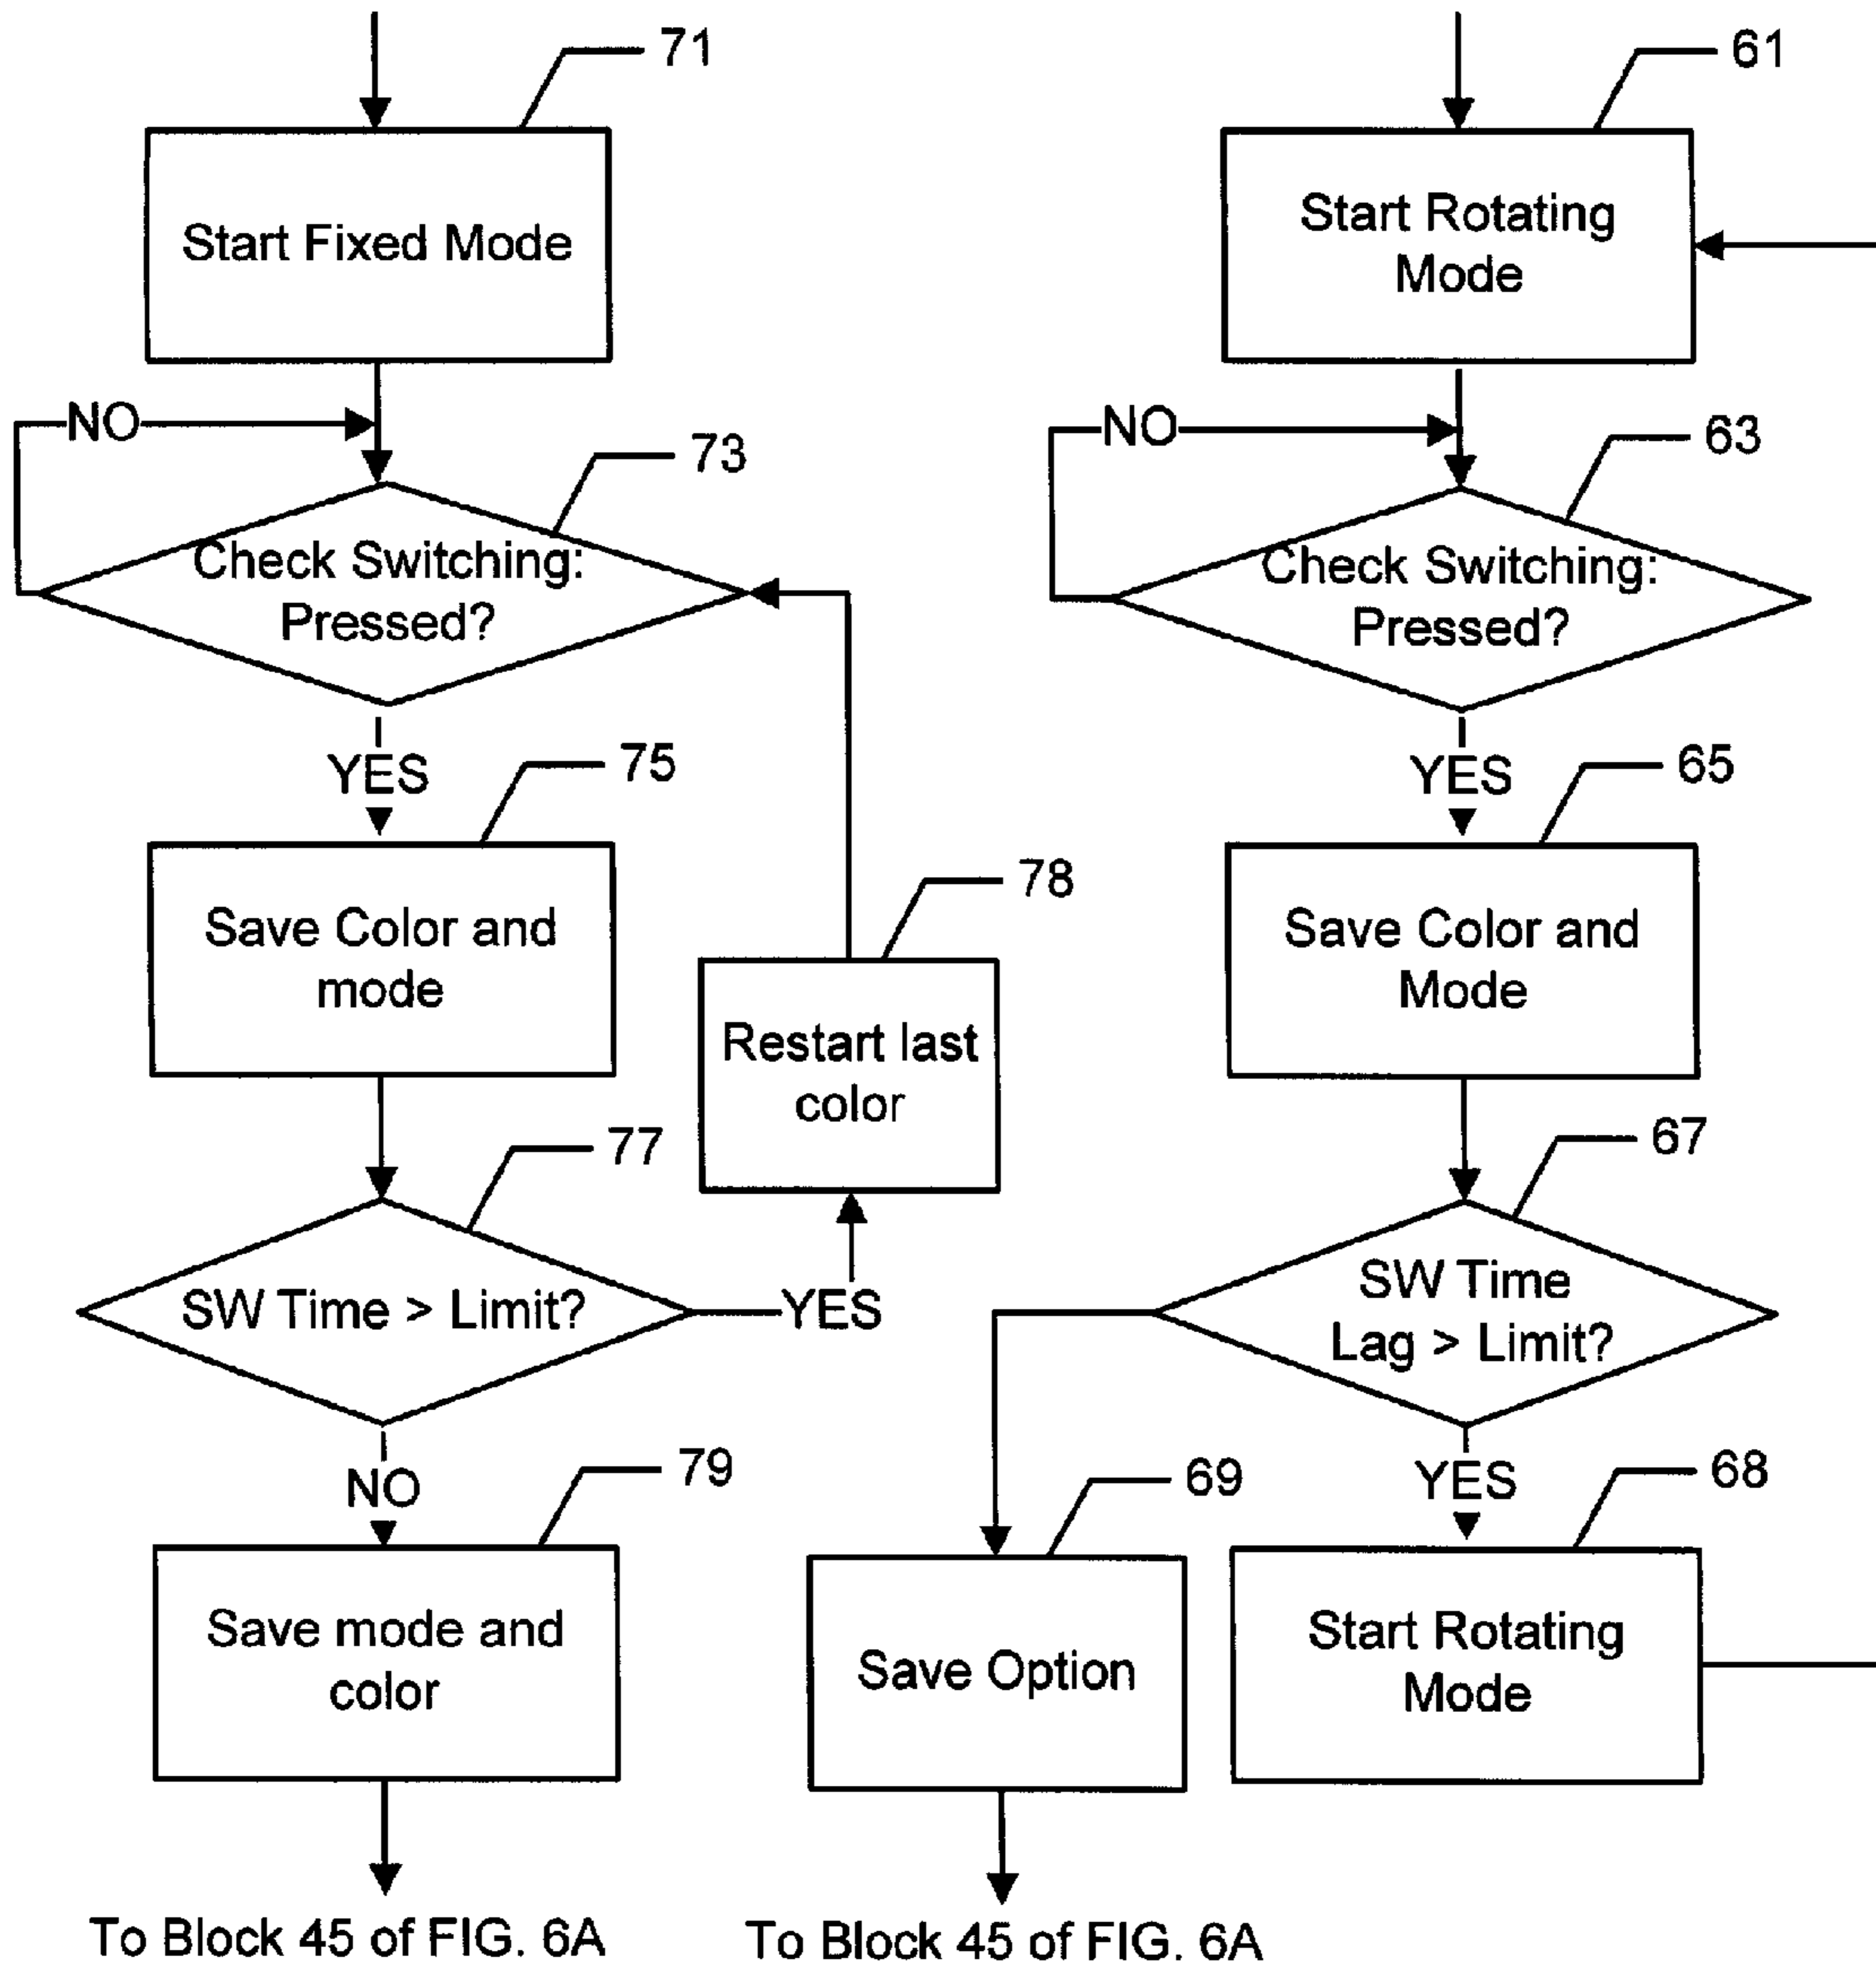 71
Start Fixed Mode
NO
73
Check Switching:
Pressed?
YES
75
Save Color and
mode
78
Restart last
color
77
SW Time > Limit?
YES
NO
79
Save mode and
color
To Block 45 of FIG. 6A
61
Start Rotating
Mode
NO
63
Check Switching:
Pressed?
YES
65
Save Color and
Mode
67
SW Time
Lag > Limit?
YES
68
Start Rotating
Mode
69
Save Option
To Block 45 of FIG. 6A